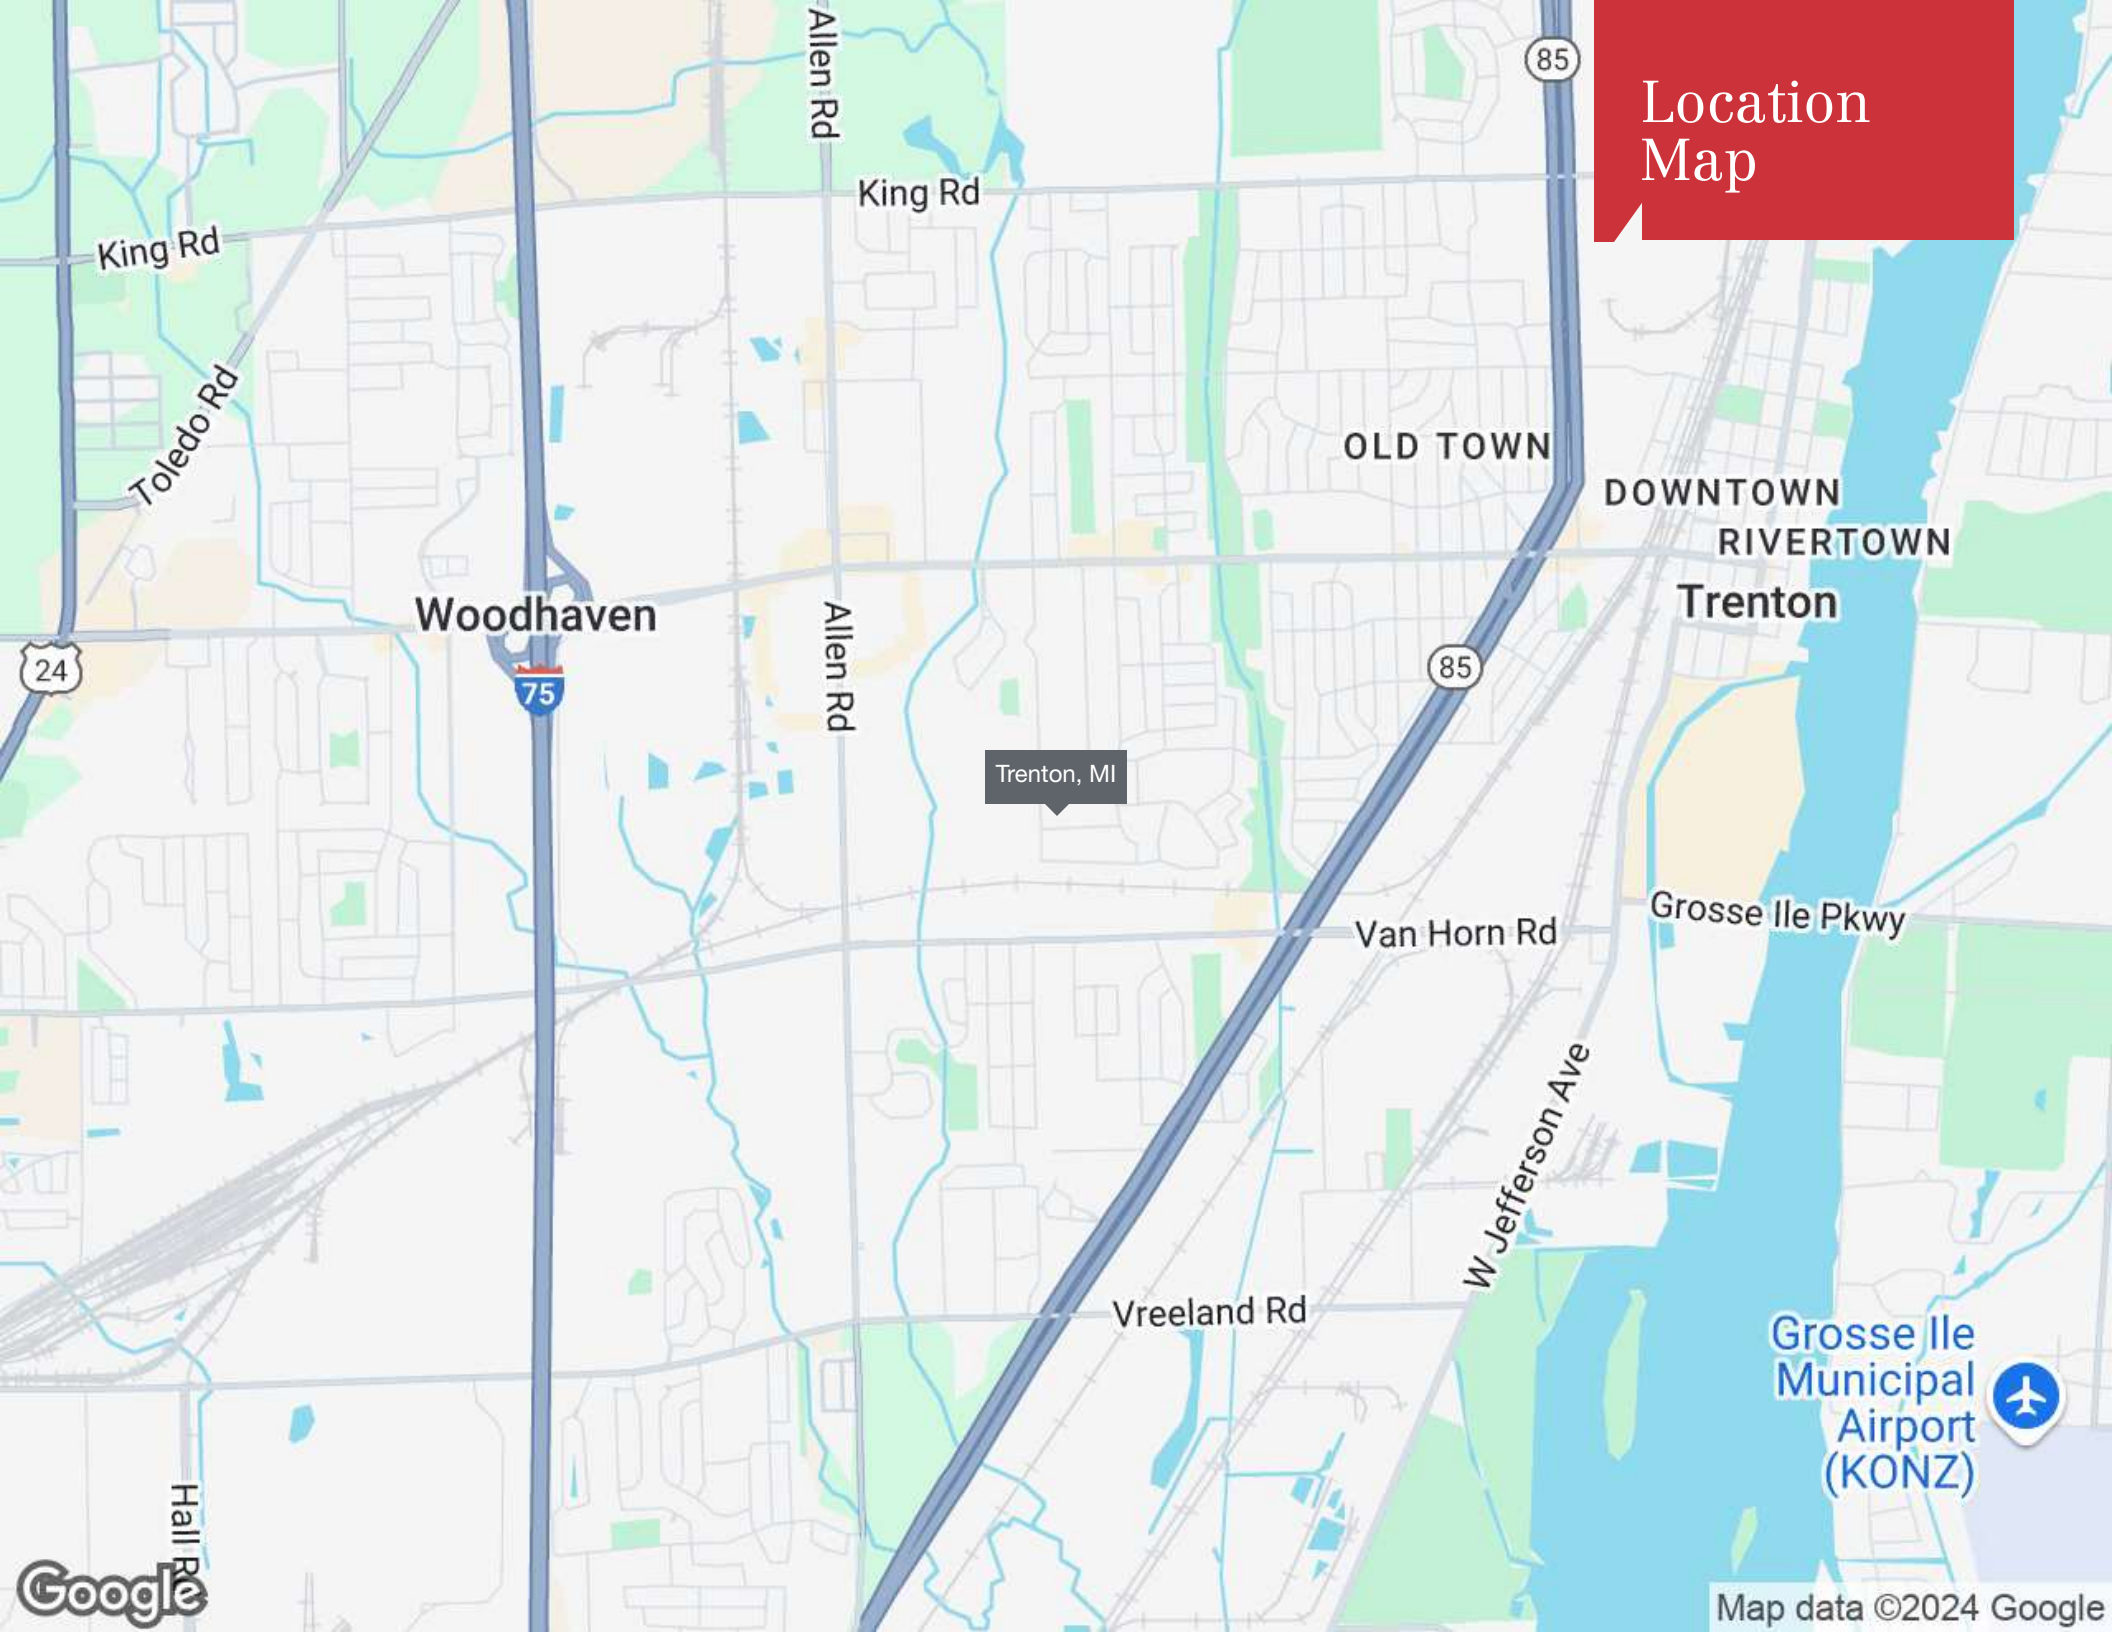 Allen Rd
85
Location
Map
King Rd
King Rd
Toledo Rd
OLD TOWN
DOWNTOWN
RIVERTOWN
Woodhaven
Trenton
24
75
Allen Rd
85
Trenton, MI
Van Horn Rd
Grosse Ile Pkwy
W Jefferson Ave
Vreeland Rd
Grosse Ile
Municipal
Airport
(KONZ)
Hall Rd
Google
Map data ©2024 Google